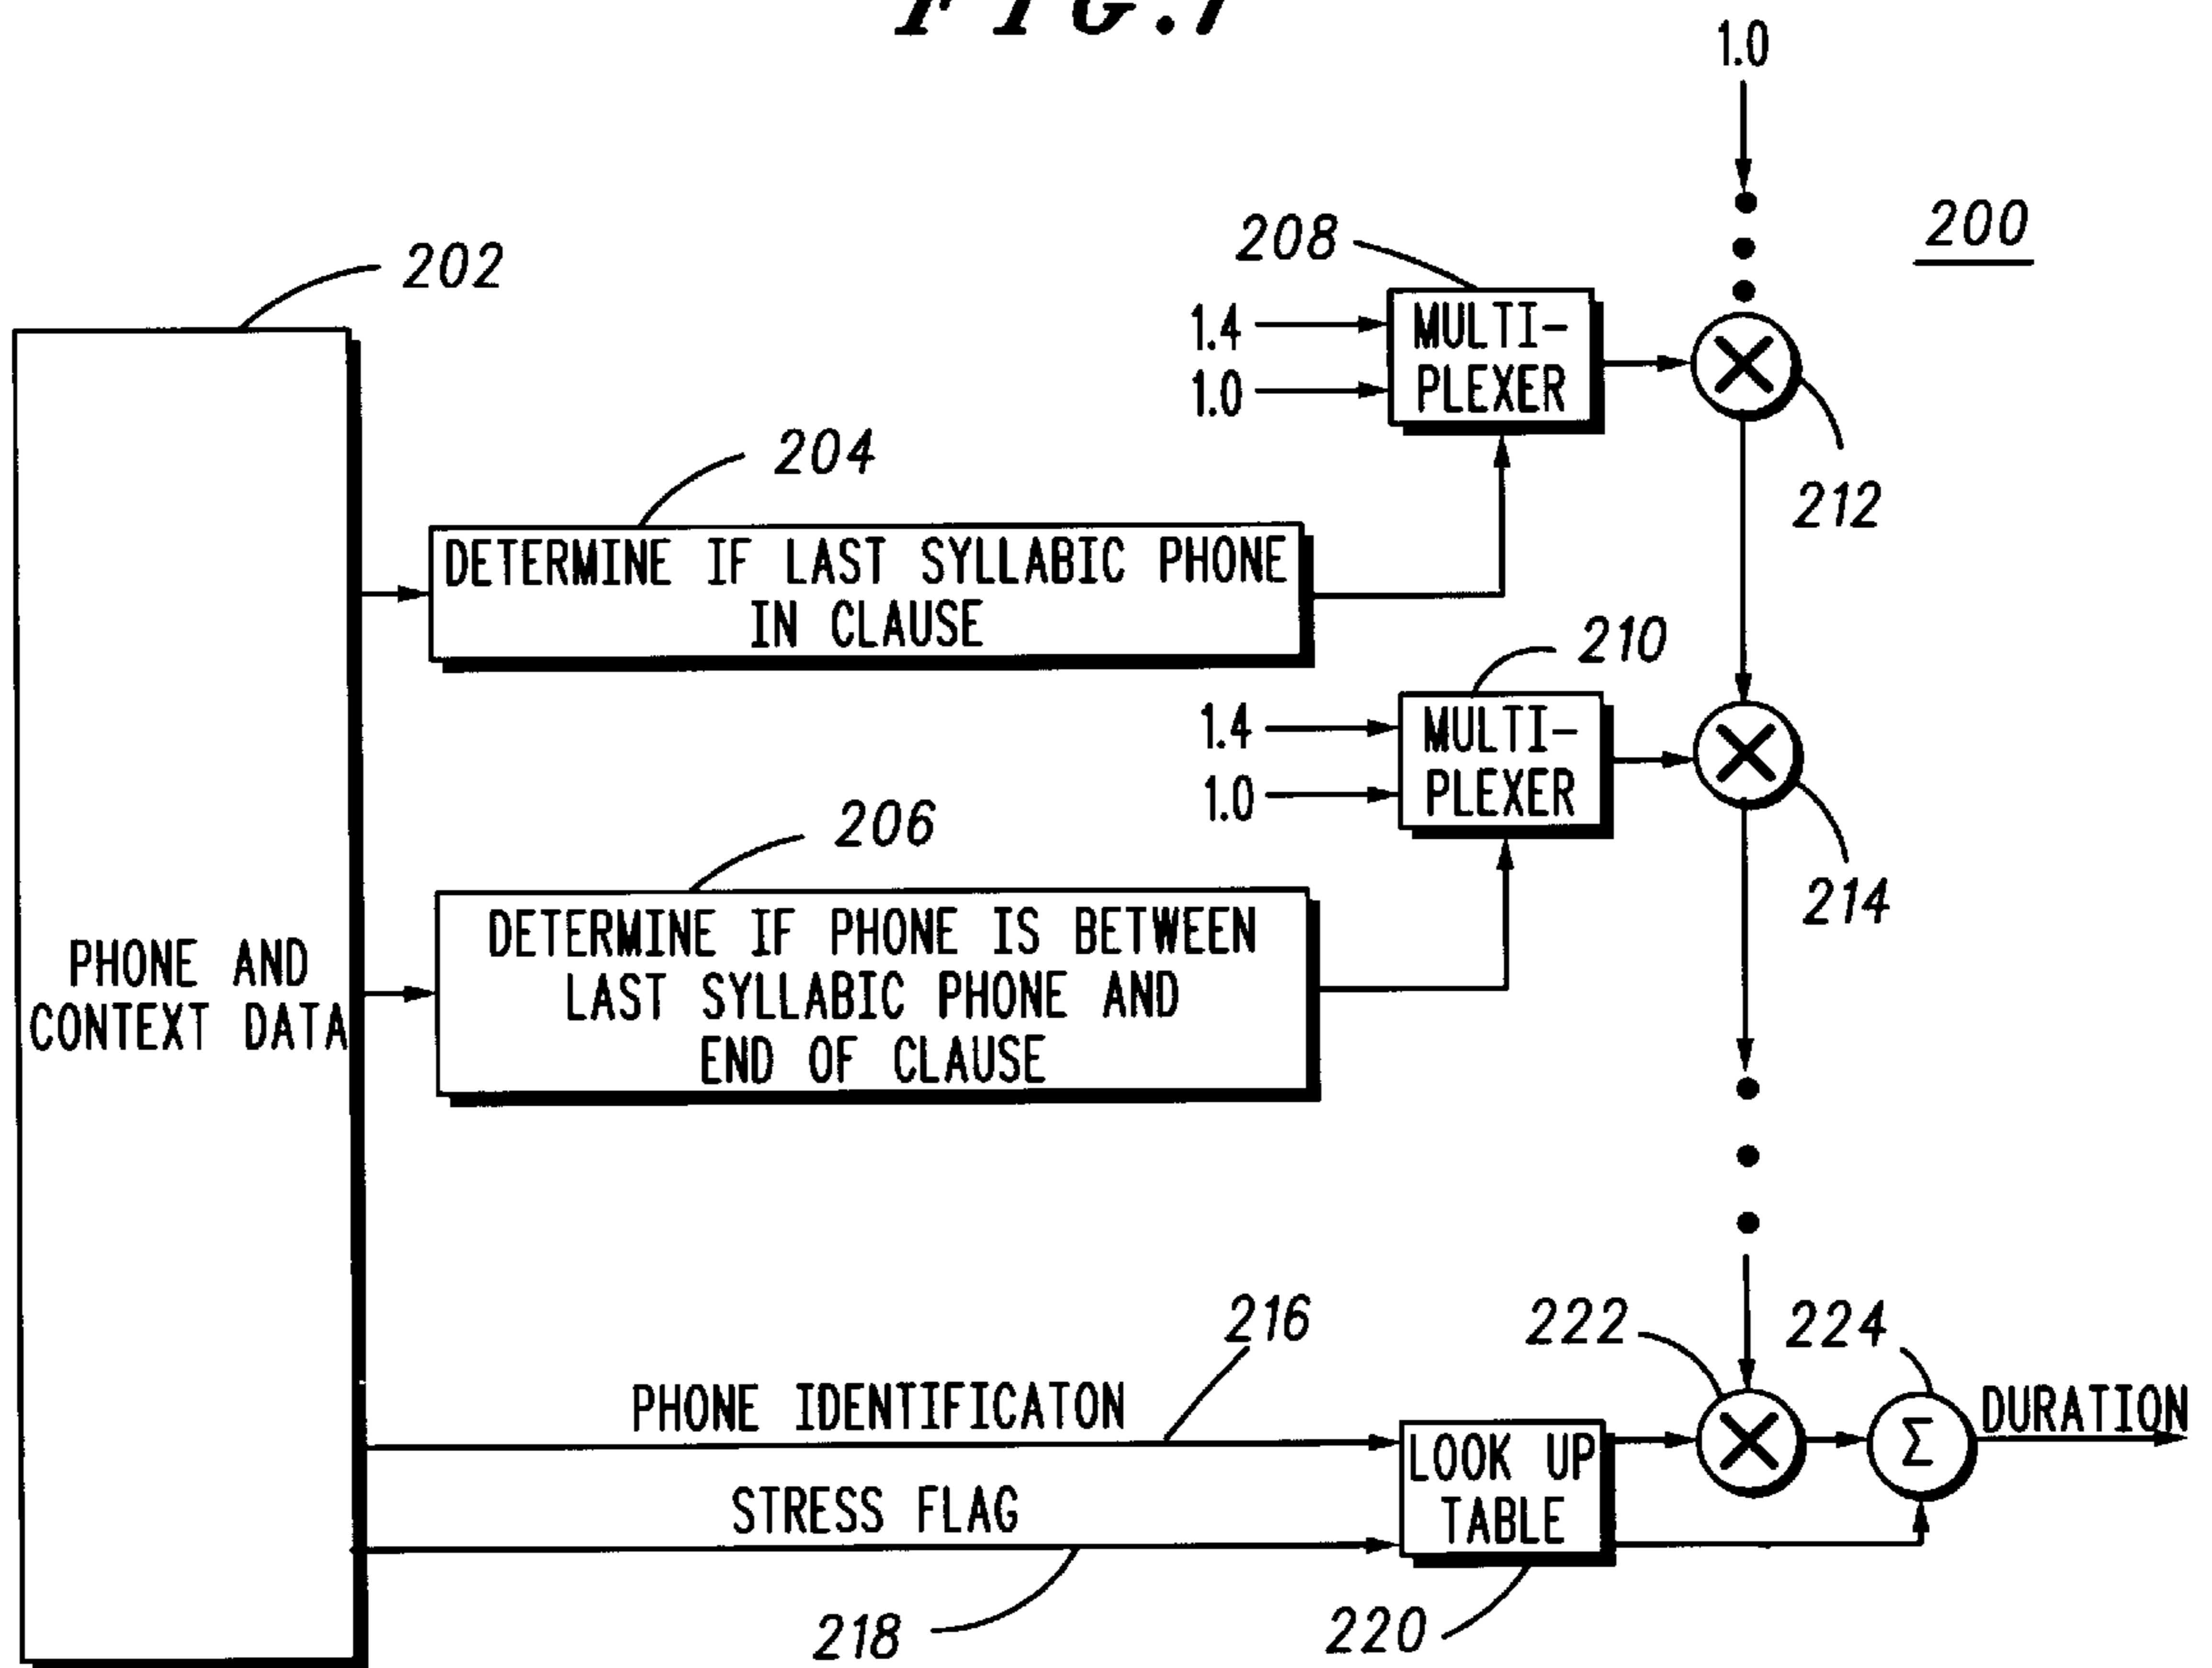 FIG.7
1.0
200
202
208
1.4
1.0
MULTI-
PLEXER
212
204
DETERMINE IF LAST SYLLABIC PHONE
IN CLAUSE
210
1.4
1.0
MULTI-
PLEXER
214
206
DETERMINE IF PHONE IS BETWEEN
LAST SYLLABIC PHONE AND
END OF CLAUSE
PHONE AND
CONTEXT DATA
216
222
224
PHONE IDENTIFICATON
DURATION
LOOK UP
TABLE
Σ
STRESS FLAG
218
220